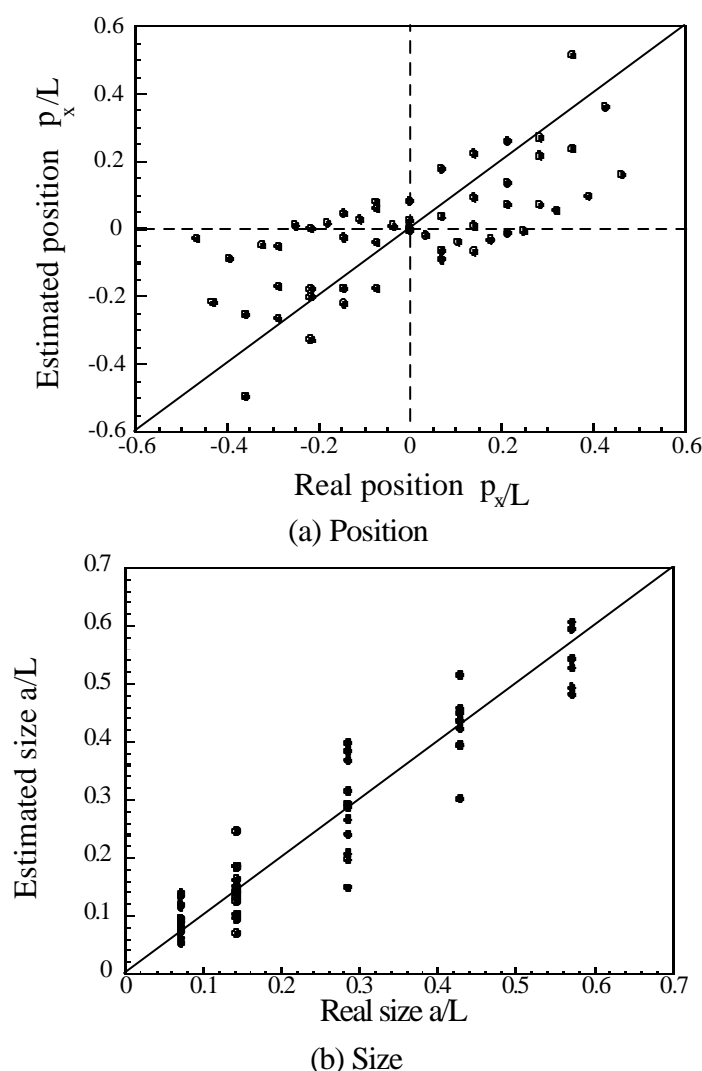 0.6
0.4
0.2
0
-0.2
-0.4
-0.6
Estimated position p_x/L
-0.6 -0.4 -0.2 0 0.2 0.4 0.6
Real position p_x/L
(a) Position
0.7
0.6
0.5
0.4
0.3
0.2
0.1
0
Estimated size a/L
0 0.1 0.2 0.3 0.4 0.5 0.6 0.7
Real size a/L
(b) Size